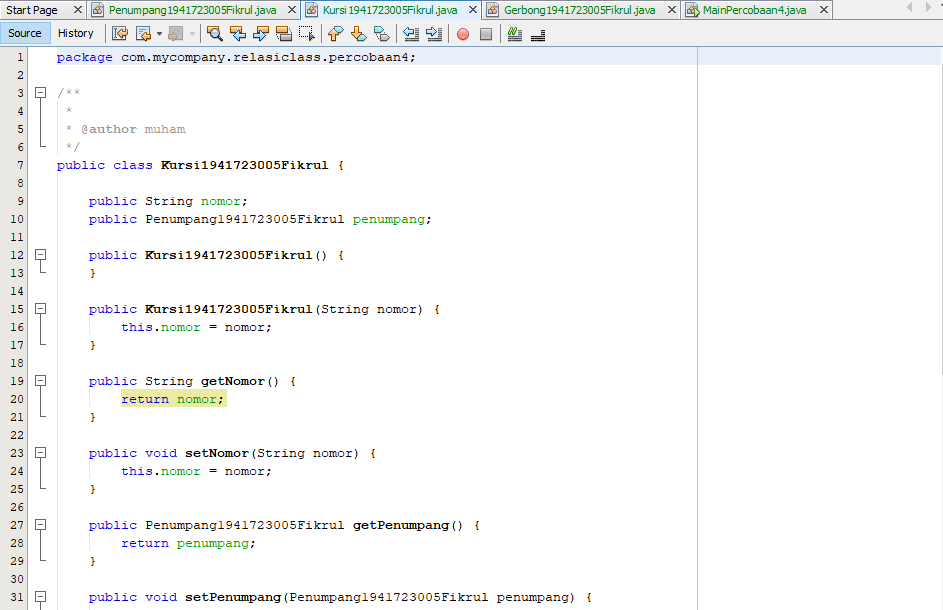 Start Page Penumpang1941723005Fikrul.java Kursi1941723005Fikrul.java Gerbong1941723005Fikrul.java MainPercobaan4.java
Source History
1 package com.mycompany.relasiclass.percobaan4;
2
3 /**
4 *
5 * @author muham
6 */
7 public class Kursi1941723005Fikrul {
8
9 public String nomor;
10 public Penumpang1941723005Fikrul penumpang;
11
12 public Kursi1941723005Fikrul() {
13 }
14
15 public Kursi1941723005Fikrul(String nomor) {
16 this.nomor = nomor;
17 }
18
19 public String getNomor() {
20 return nomor;
21 }
22
23 public void setNomor(String nomor) {
24 this.nomor = nomor;
25 }
26
27 public Penumpang1941723005Fikrul getPenumpang() {
28 return penumpang;
29 }
30
31 public void setPenumpang(Penumpang1941723005Fikrul penumpang) {